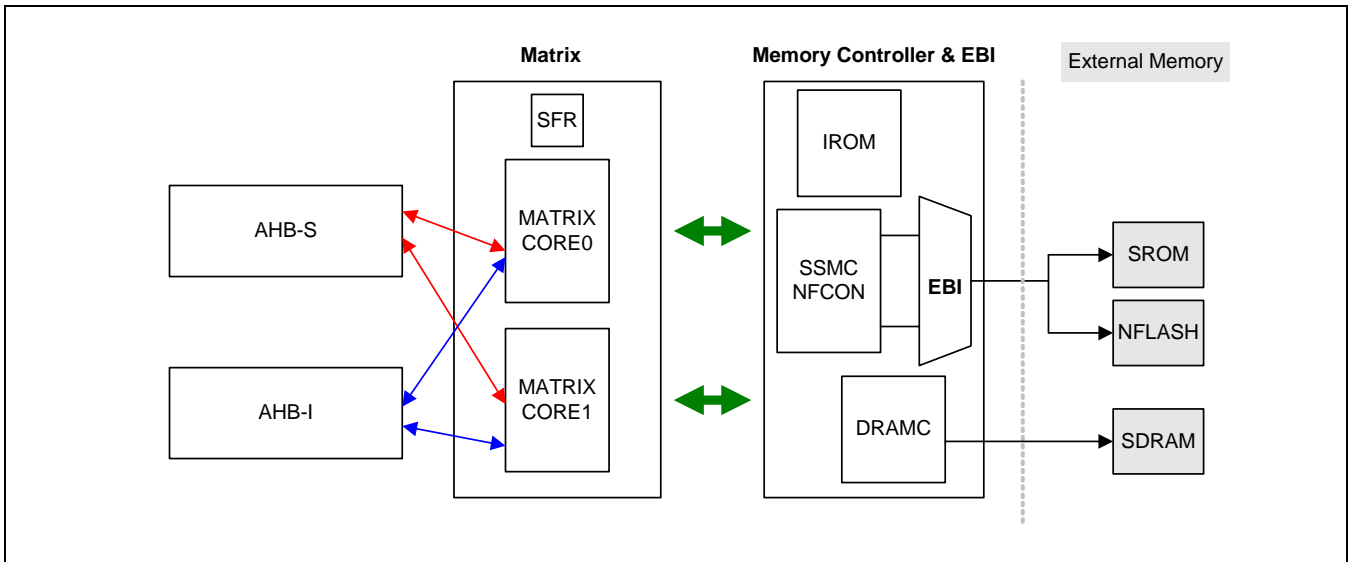 Matrix
Memory Controller & EBI
External Memory
SFR
IROM
AHB-S
MATRIX
CORE0
SSMC
NFCON
EBI
SROM
NFLASH
AHB-I
MATRIX
CORE1
DRAMC
SDRAM